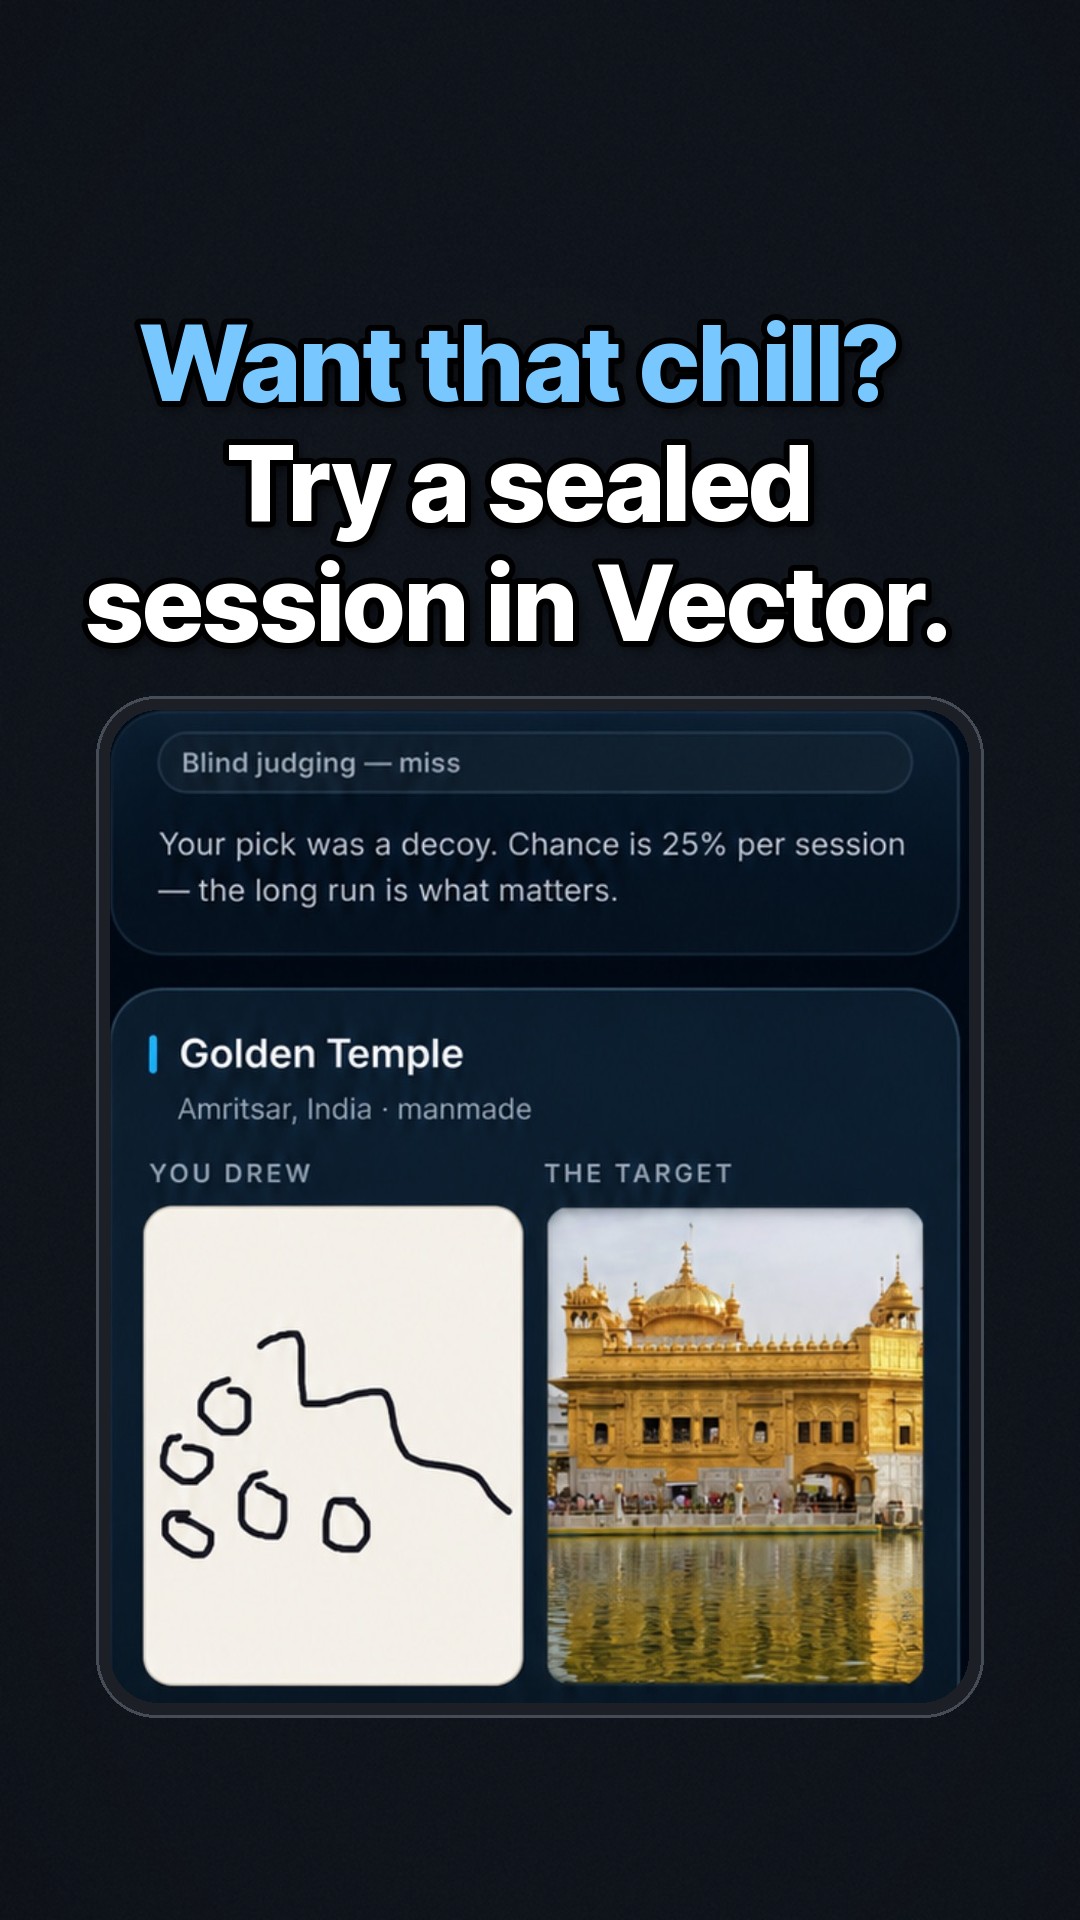 Want that chill?
Try a sealed
session in Vector.
Blind judging — miss
Your pick was a decoy. Chance is 25% per session
— the long run is what matters.
Golden Temple
Amritsar, India · manmade
YOU DREW
THE TARGET